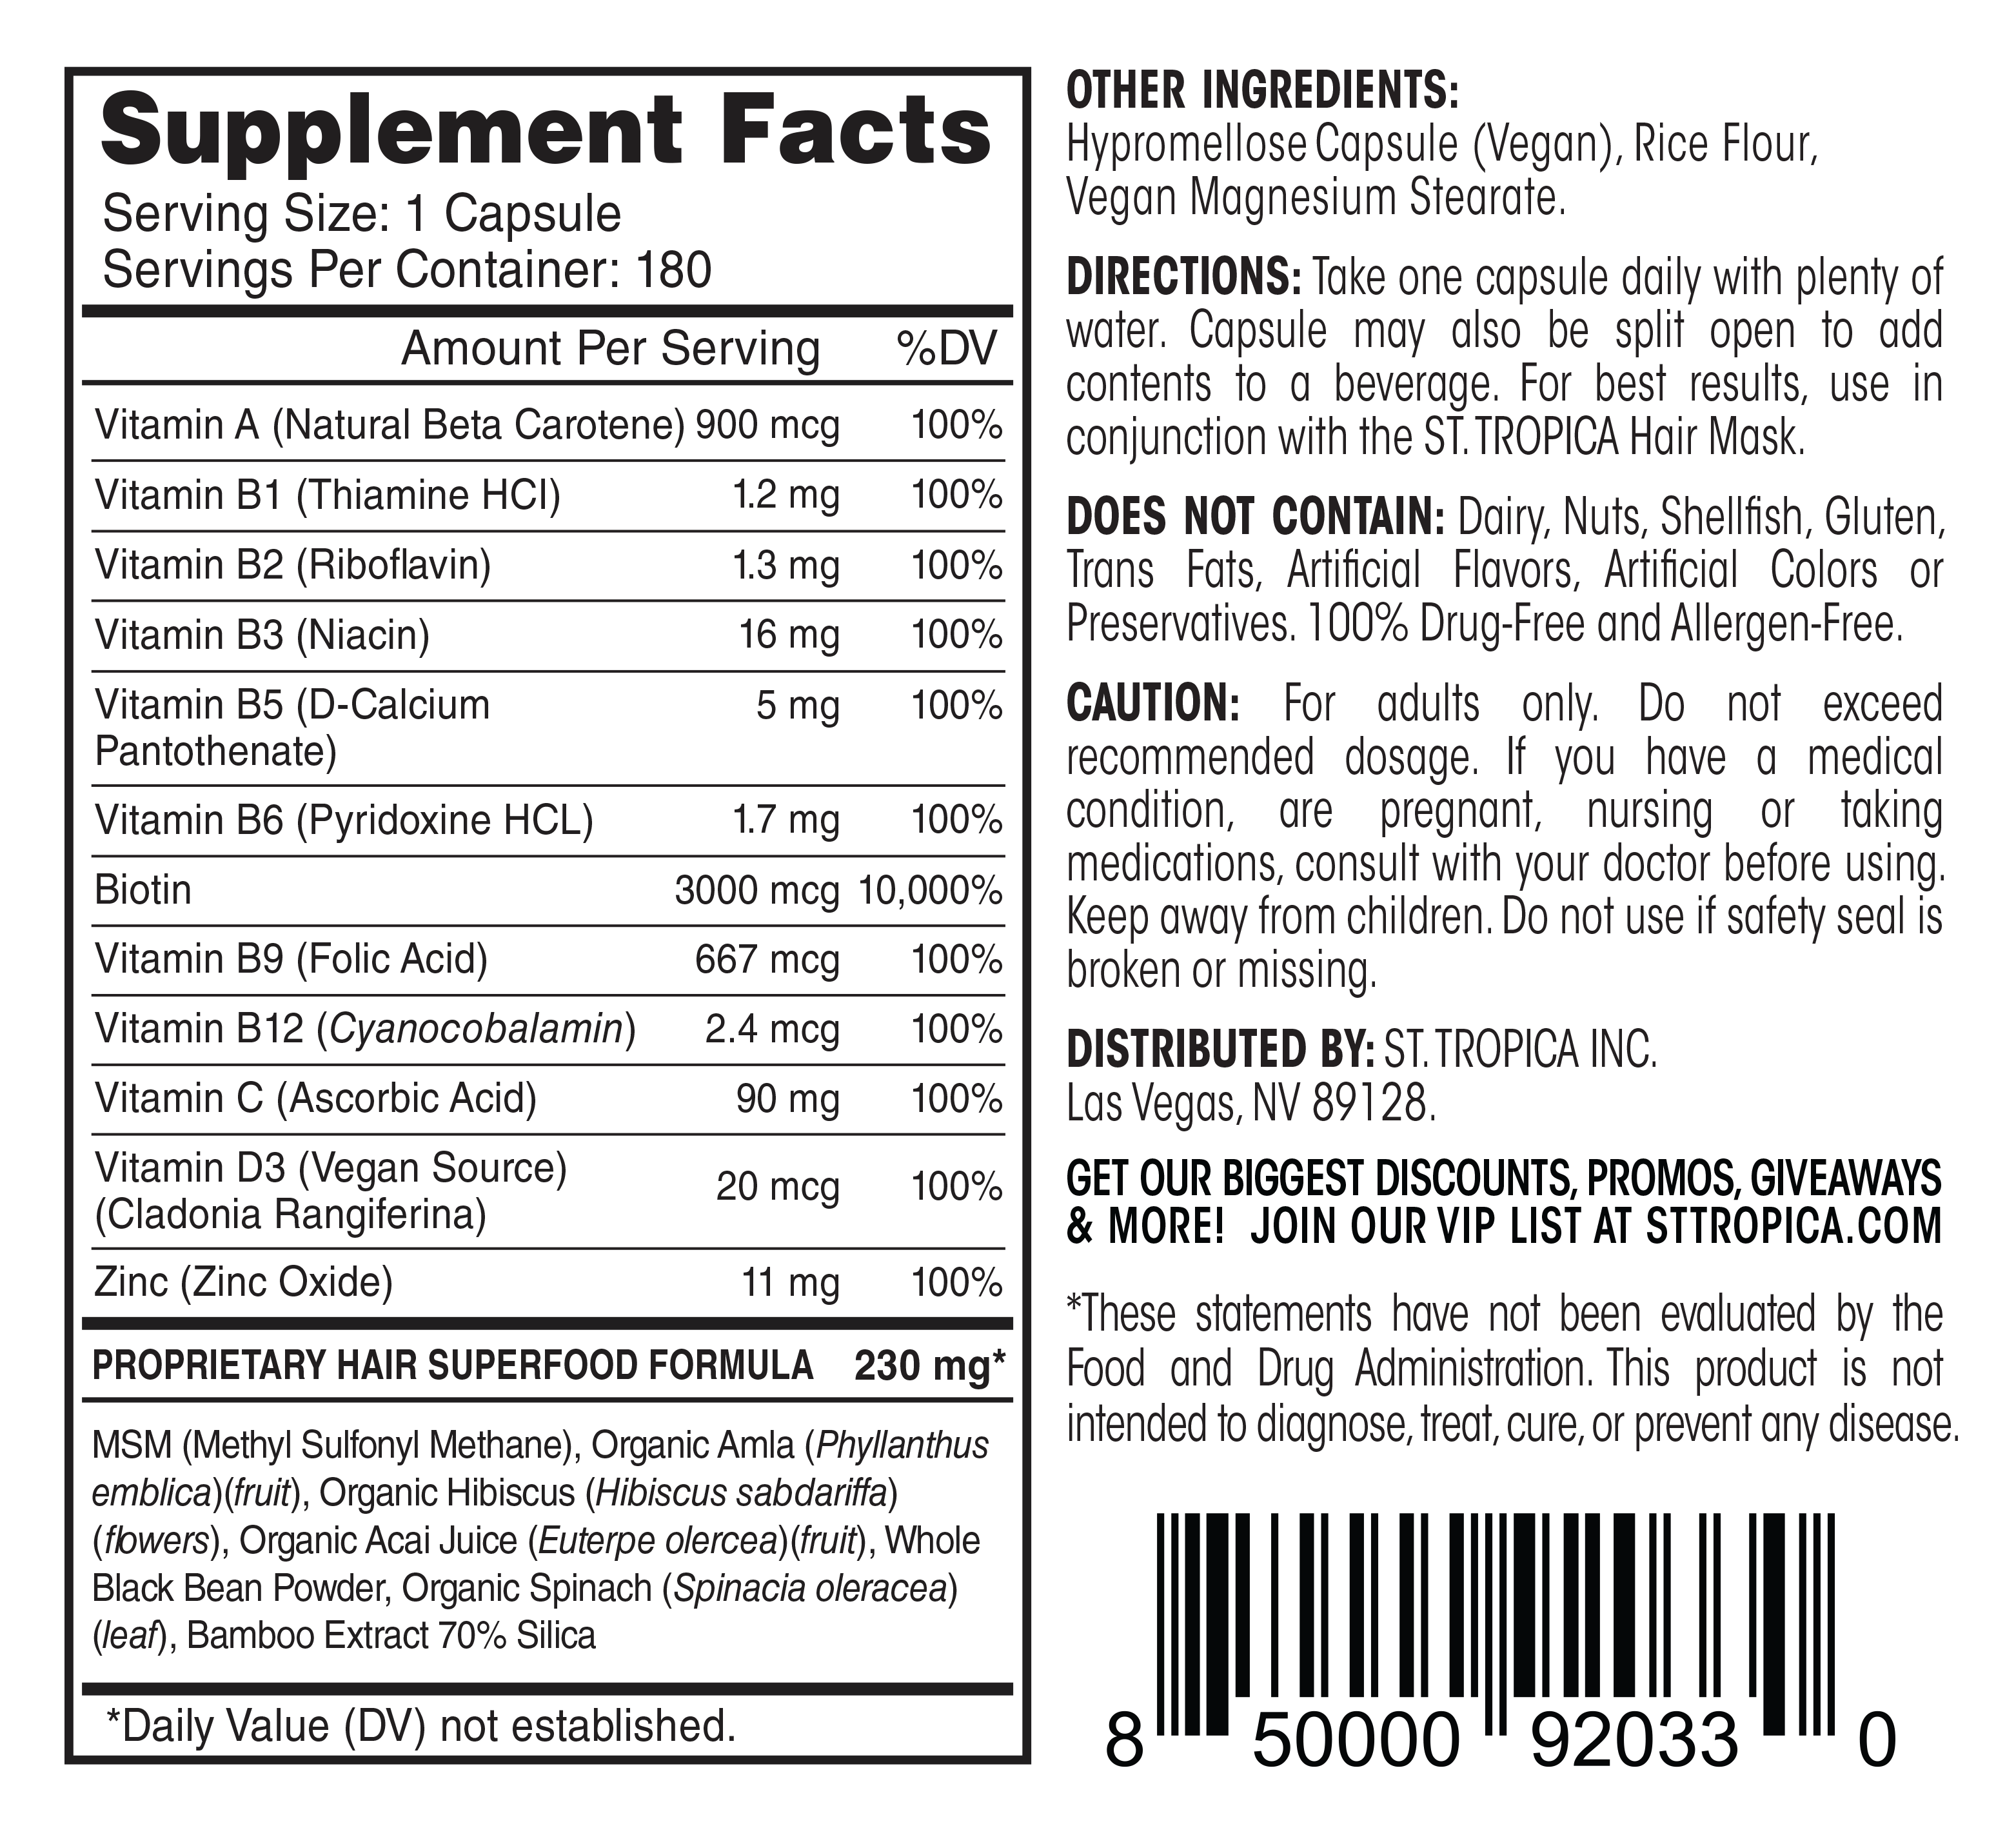 Supplement Facts
Serving Size: 1 Capsule
Servings Per Container: 180
Amount Per Serving %DV
Vitamin A (Natural Beta Carotene) 900 mcg 100%
Vitamin B1 (Thiamine HCl) 1.2 mg 100%
Vitamin B2 (Riboflavin) 1.3 mg 100%
Vitamin B3 (Niacin) 16 mg 100%
Vitamin B5 (D-Calcium 5 mg 100%
Pantothenate)
Vitamin B6 (Pyridoxine HCL) 1.7 mg 100%
Biotin 3000 mcg 10,000%
Vitamin B9 (Folic Acid) 667 mcg 100%
Vitamin B12 (Cyanocobalamin) 2.4 mcg 100%
Vitamin C (Ascorbic Acid) 90 mg 100%
Vitamin D3 (Vegan Source)
(Cladonia Rangiferina) 20 mcg 100%
Zinc (Zinc Oxide) 11 mg 100%
PROPRIETARY HAIR SUPERFOOD FORMULA 230 mg*
MSM (Methyl Sulfonyl Methane), Organic Amla (Phyllanthus
emblica)(fruit), Organic Hibiscus (Hibiscus sabdariffa)
(flowers), Organic Acai Juice (Euterpe olercea)(fruit), Whole
Black Bean Powder, Organic Spinach (Spinacia oleracea)
(leaf), Bamboo Extract 70% Silica
*Daily Value (DV) not established.
OTHER INGREDIENTS:
Hypromellose Capsule (Vegan), Rice Flour,
Vegan Magnesium Stearate.
DIRECTIONS: Take one capsule daily with plenty of
water. Capsule may also be split open to add
contents to a beverage. For best results, use in
conjunction with the ST. TROPICA Hair Mask.
DOES NOT CONTAIN: Dairy, Nuts, Shellfish, Gluten,
Trans Fats, Artificial Flavors, Artificial Colors or
Preservatives. 100% Drug-Free and Allergen-Free.
CAUTION: For adults only. Do not exceed
recommended dosage. If you have a medical
condition, are pregnant, nursing or taking
medications, consult with your doctor before using.
Keep away from children. Do not use if safety seal is
broken or missing.
DISTRIBUTED BY: ST. TROPICA INC.
Las Vegas, NV 89128.
GET OUR BIGGEST DISCOUNTS, PROMOS, GIVEAWAYS
& MORE! JOIN OUR VIP LIST AT STTROPICA.COM
*These statements have not been evaluated by the
Food and Drug Administration. This product is not
intended to diagnose, treat, cure, or prevent any disease.
8 50000 92033 0